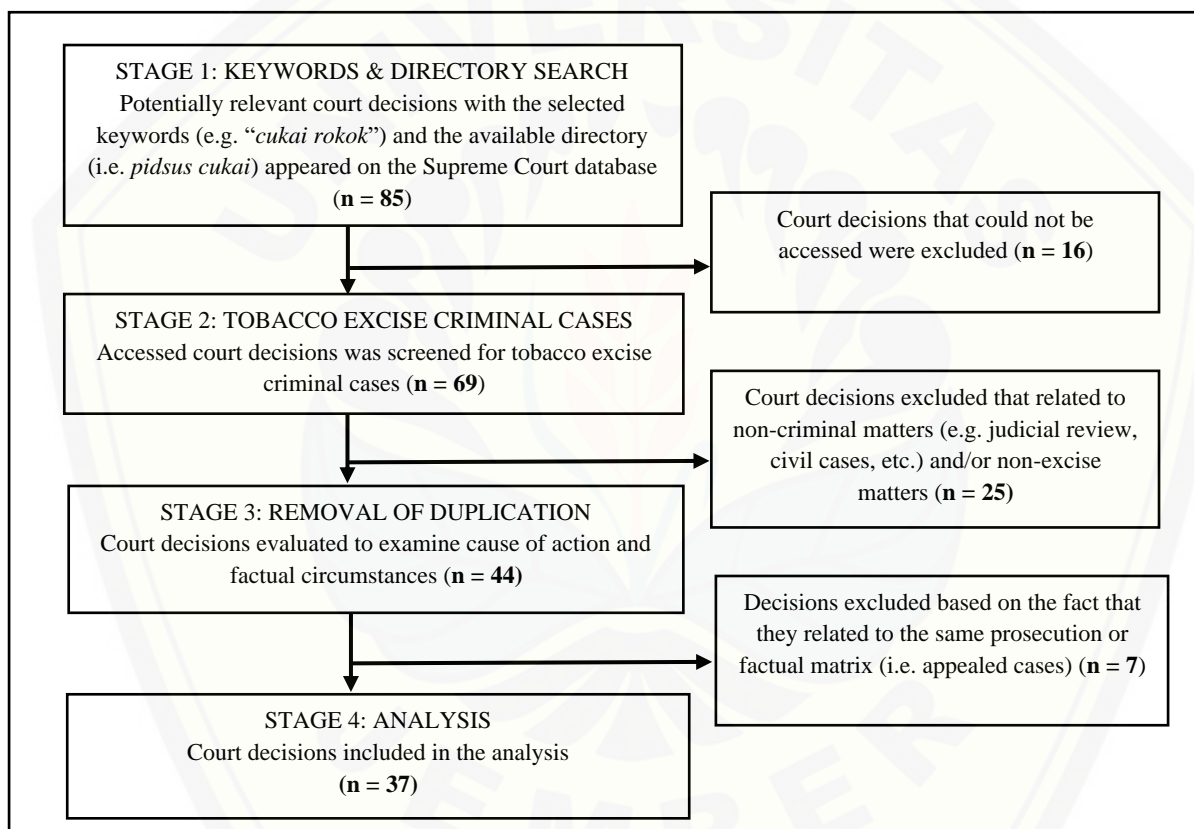 STAGE 1: KEYWORDS & DIRECTORY SEARCH
Potentially relevant court decisions with the selected
keywords (e.g. “cukai rokok”) and the available directory
(i.e. pidsus cukai) appeared on the Supreme Court database
(n = 85)
Court decisions that could not be
accessed were excluded (n = 16)
STAGE 2: TOBACCO EXCISE CRIMINAL CASES
Accessed court decisions was screened for tobacco excise
criminal cases (n = 69)
Court decisions excluded that related to
non-criminal matters (e.g. judicial review,
civil cases, etc.) and/or non-excise
matters (n = 25)
STAGE 3: REMOVAL OF DUPLICATION
Court decisions evaluated to examine cause of action and
factual circumstances (n = 44)
Decisions excluded based on the fact that
they related to the same prosecution or
factual matrix (i.e. appealed cases) (n = 7)
STAGE 4: ANALYSIS
Court decisions included in the analysis
(n = 37)
UNIVERSITAS
JEMBER